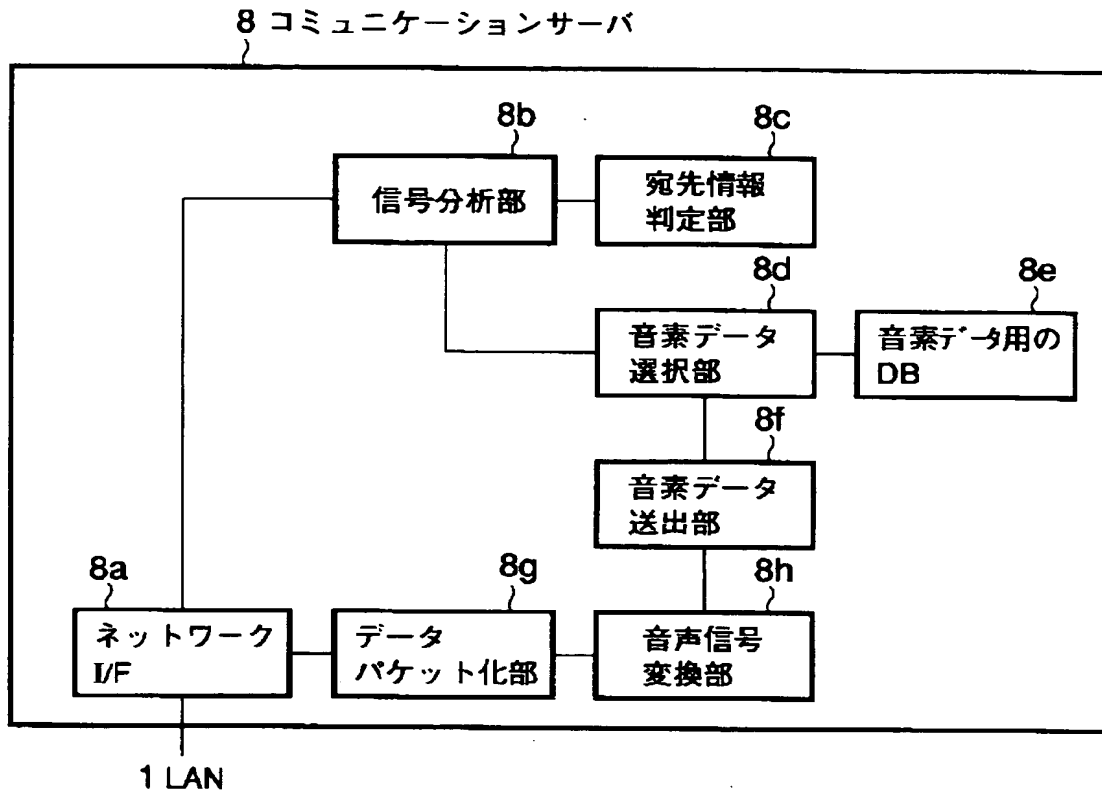 8 コミュニケーションサーバ
8b
信号分析部
8c
宛先情報
判定部
8d
音素データ
選択部
8e
音素データ用の
DB
8f
音素データ
送出部
8a
ネットワーク
I/F
8g
データ
パケット化部
8h
音声信号
変換部
1 LAN